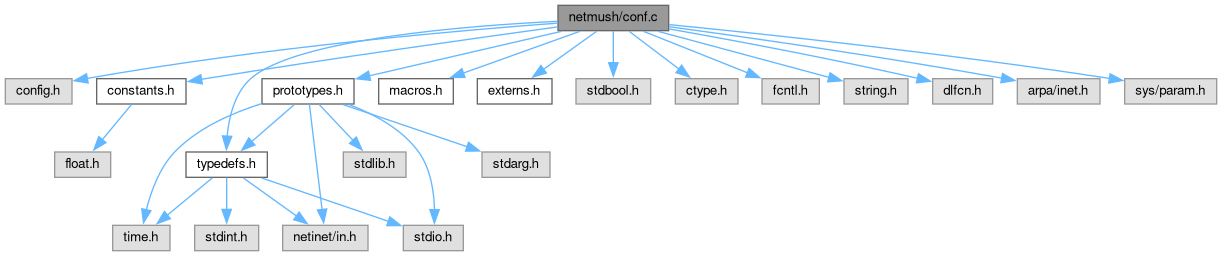 netmush/conf.c
config.h
constants.h
prototypes.h
macros.h
externs.h
stdbool.h
ctype.h
fcntl.h
string.h
dlfcn.h
arpa/inet.h
sys/param.h
float.h
typedefs.h
stdlib.h
stdarg.h
time.h
stdint.h
netinet/in.h
stdio.h